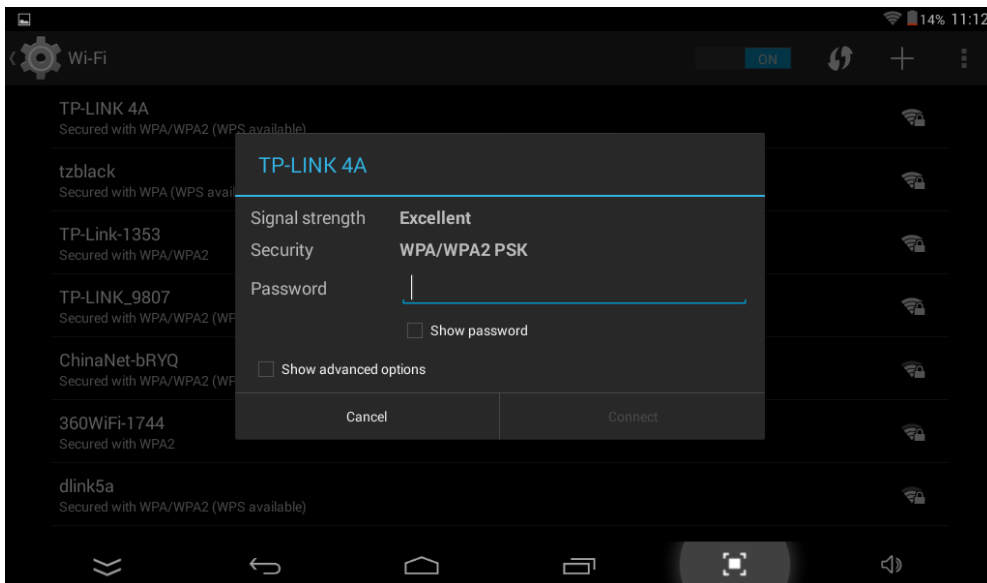 14% 11:12
Wi-Fi
ON
TP-LINK 4A
Secured with WPA/WPA2 (WPS available)
tzblack
Secured with WPA (WPS avail
TP-Link-1353
Secured with WPA/WPA2
TP-LINK_9807
Secured with WPA/WPA2 (WP
ChinaNet-bRYQ
Secured with WPA/WPA2 (WP
360WiFi-1744
Secured with WPA2
dlink5a
Secured with WPA/WPA2 (WPS available)
TP-LINK 4A
Signal strength Excellent
Security WPA/WPA2 PSK
Password
Show password
Show advanced options
Cancel Connect